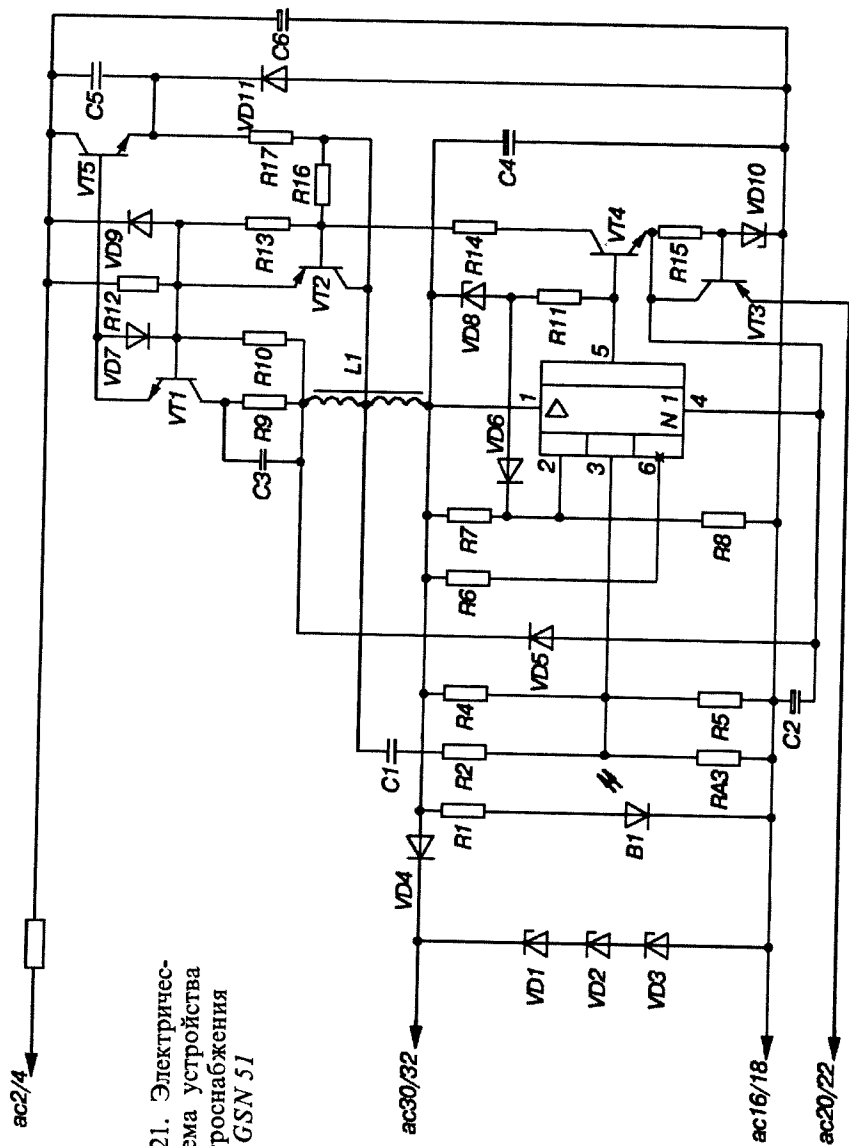 ac2/4
C6
C5
VT5
VD11
R17
R16
VD9
R13
R12
VT2
VD7
VT1
R10
R9
C3
L1
C4
VD8
R14
VD10
VT4
R15
VT3
R11
VD6
1
5
2
3
6
N 1
4
R7
R8
R6
VD5
R4
R5
C2
C1
R2
RA3
R1
B1
VD4
VD1
VD2
VD3
ac30/32
ac16/18
ac20/22
21. Электричес-
ема устройства
роснабжения
GSN 51